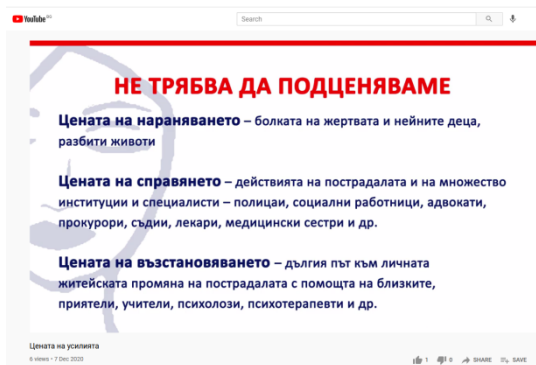 YouTube BG
Search
НЕ ТРЯБВА ДА ПОДЦЕНЯВАМЕ
Цената на нараняването – болката на жертвата и нейните деца,
разбити животи
Цената на справянето – действията на пострадалата и на множество
институции и специалисти – полицаи, социални работници, адвокати,
прокурори, съдии, лекари, медицински сестри и др.
Цената на възстановяването – дългия път към личната
житейската промяна на пострадалата с помощта на близките,
приятели, учители, психолози, психотерапевти и др.
Цената на усилията
6 views • 7 Dec 2020
1 0 SHARE SAVE